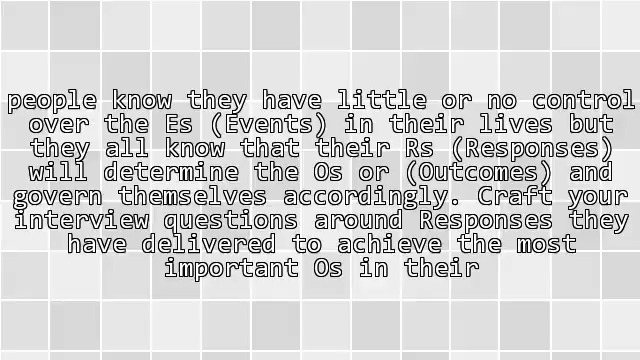 people know they have little or no control
over the Es (Events) in their lives but
they all know that their Rs (Responses)
will determine the Os or (Outcomes) and
govern themselves accordingly. Craft your
interview questions around Responses they
have delivered to achieve the most
important Os in their